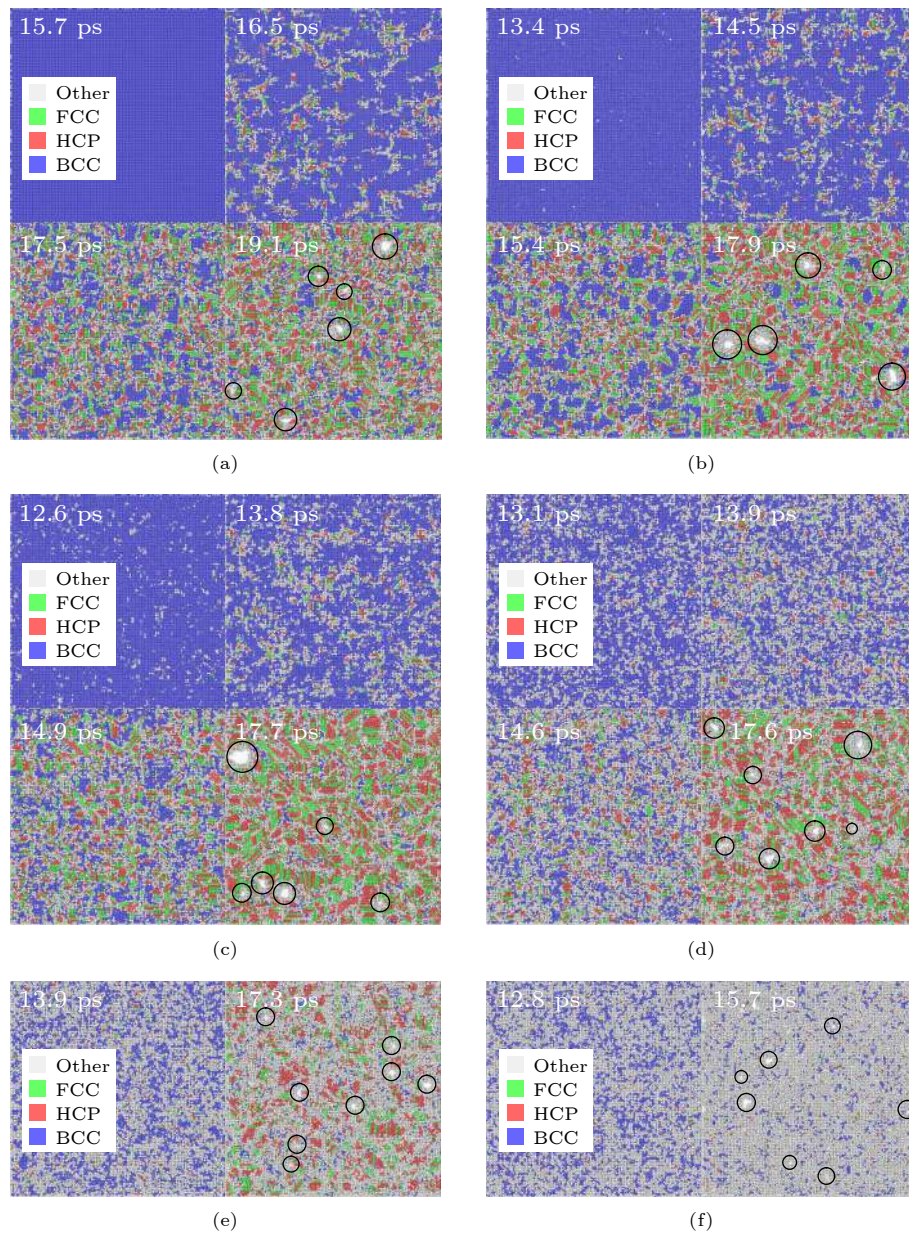 15.7 ps 16.5 ps
Other
FCC
HCP
BCC
17.5 ps 19.1 ps
(a)
13.4 ps 14.5 ps
Other
FCC
HCP
BCC
15.4 ps 17.9 ps
(b)
12.6 ps 13.8 ps
Other
FCC
HCP
BCC
14.9 ps 17.7 ps
(c)
13.1 ps 13.9 ps
Other
FCC
HCP
BCC
14.6 ps 17.6 ps
(d)
13.9 ps 17.3 ps
Other
FCC
HCP
BCC
(e)
12.8 ps 15.7 ps
Other
FCC
HCP
BCC
(f)